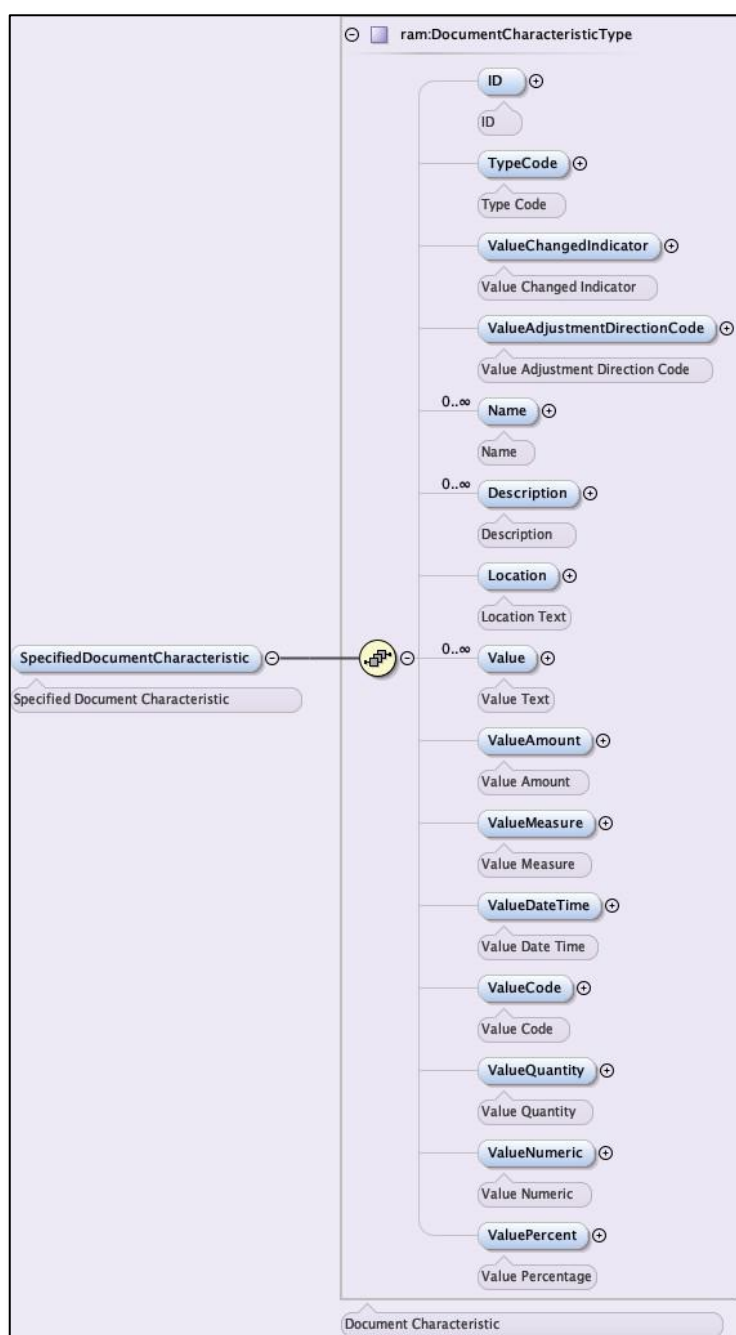 ram:DocumentCharacteristicType
ID
ID
TypeCode
Type Code
ValueChangedIndicator
Value Changed Indicator
ValueAdjustmentDirectionCode
Value Adjustment Direction Code
0..∞ Name
Name
0..∞ Description
Description
Location
Location Text
SpecifiedDocumentCharacteristic
Specified Document Characteristic
0..∞ Value
Value Text
ValueAmount
Value Amount
ValueMeasure
Value Measure
ValueDateTime
Value Date Time
ValueCode
Value Code
ValueQuantity
Value Quantity
ValueNumeric
Value Numeric
ValuePercent
Value Percentage
Document Characteristic